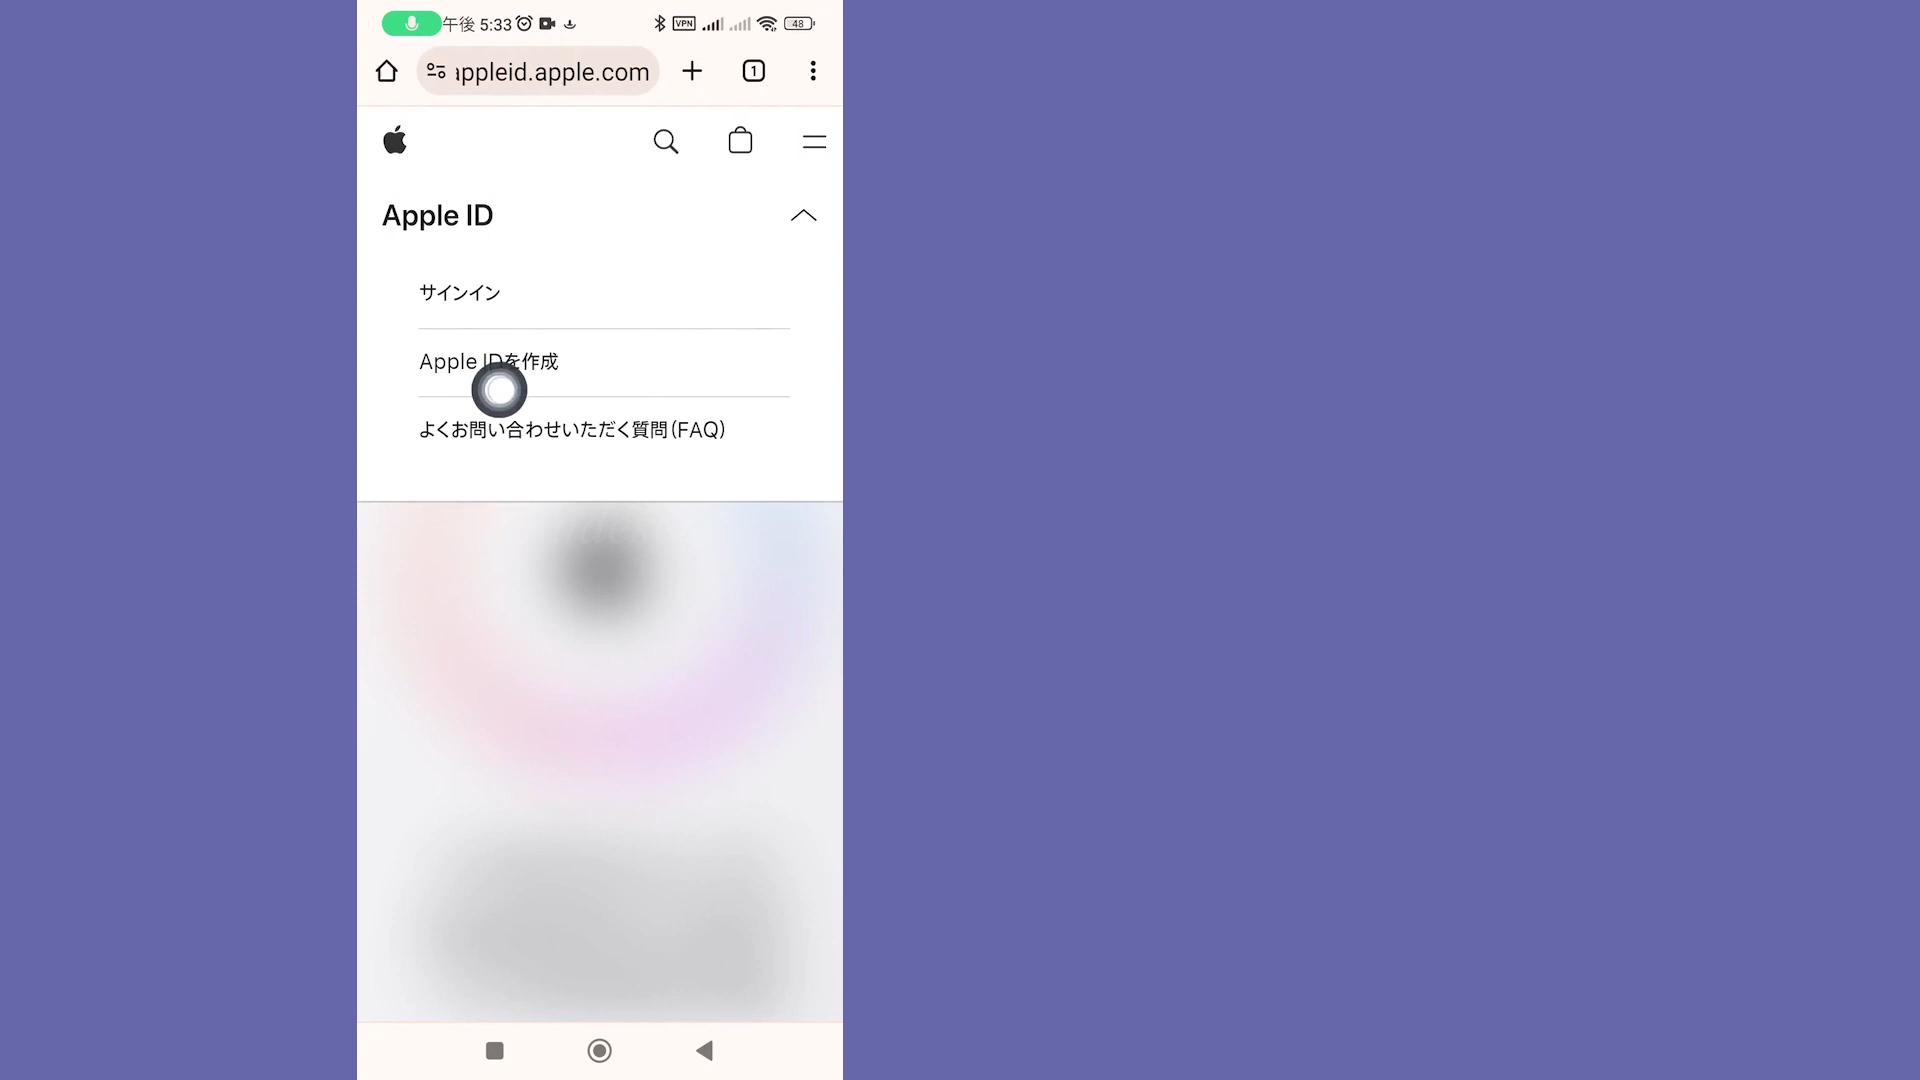 午後 5:33
VPN
48
appleid.apple.com
1
Apple ID
サインイン
Apple IDを作成
よくお問い合わせいただく質問(FAQ)